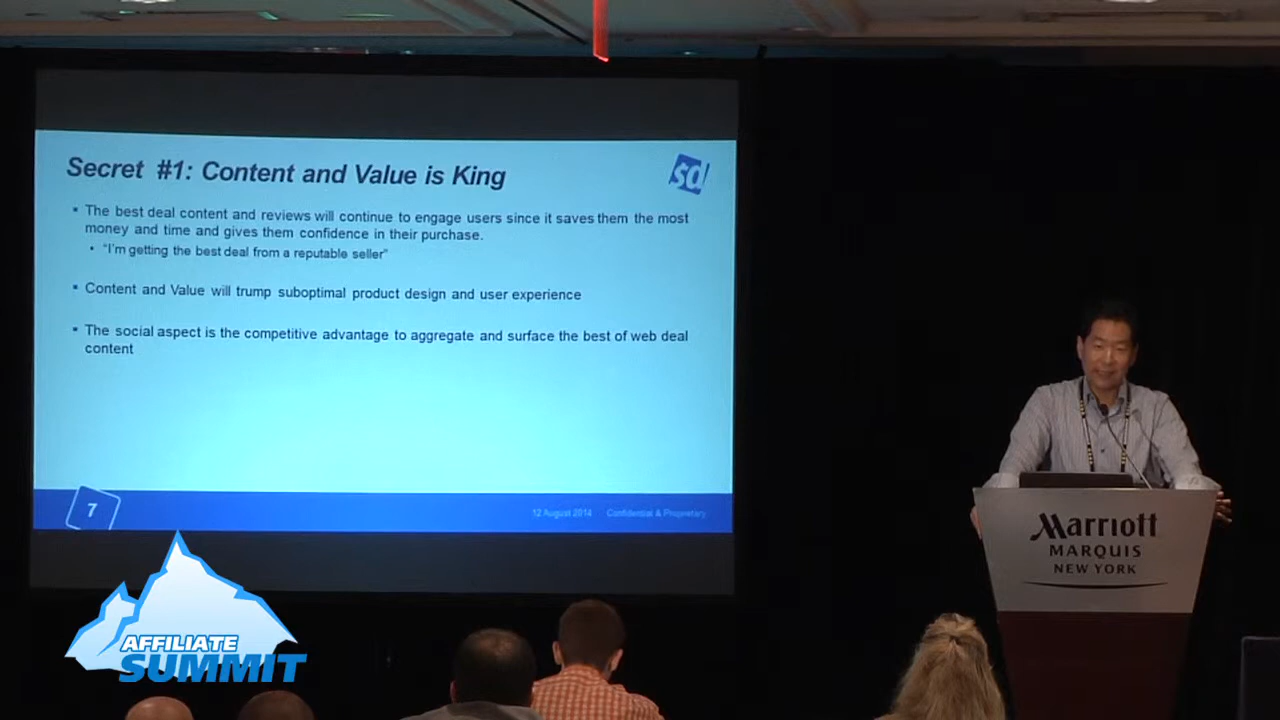 Secret #1: Content and Value is King
sd
▪ The best deal content and reviews will continue to engage users since it saves them the most
money and time and gives them confidence in their purchase.
• "I'm getting the best deal from a reputable seller"
▪ Content and Value will trump suboptimal product design and user experience
▪ The social aspect is the competitive advantage to aggregate and surface the best of web deal
content
7
12 August 2014 Confidential & Proprietary
AFFILIATE
SUMMIT
Marriott
MARQUIS
NEW YORK